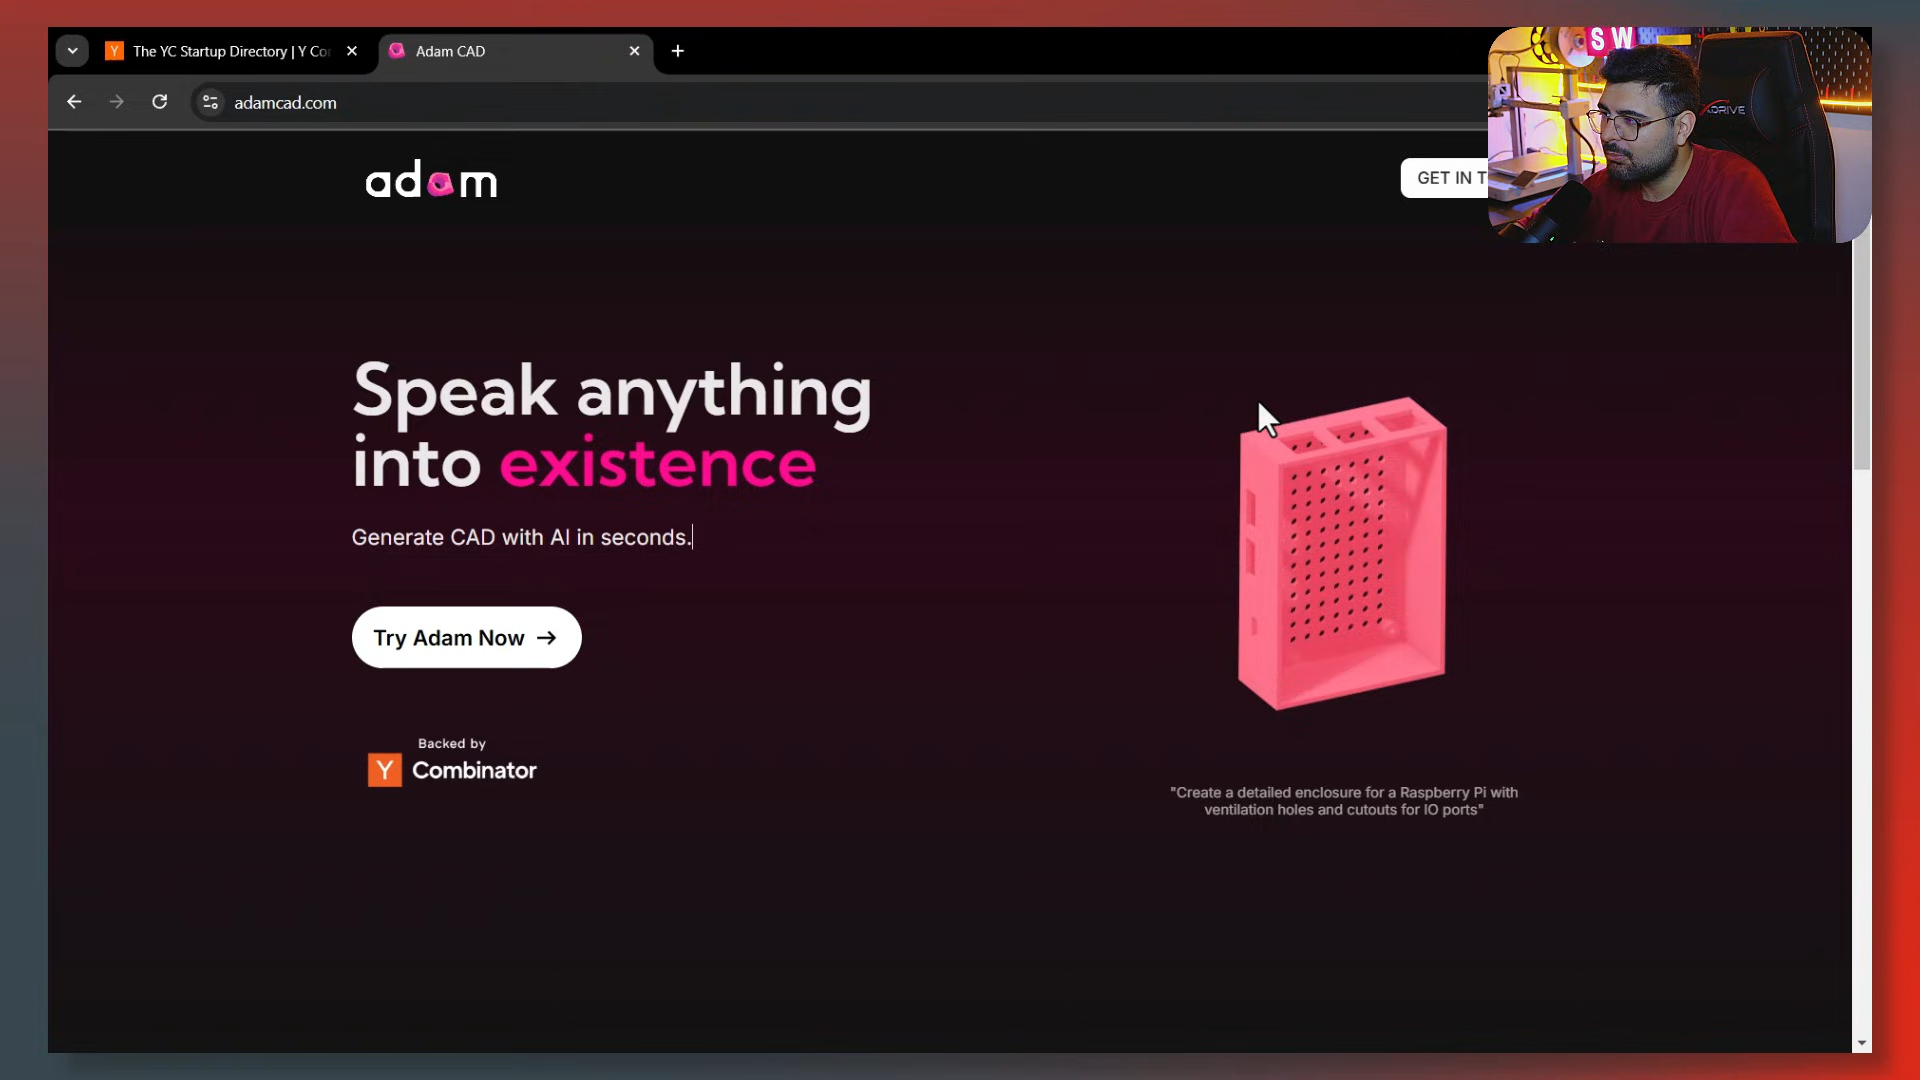 The YC Startup Directory | Y Co
Adam CAD
adamcad.com
adam
GET IN T
S W
DRIVE
Speak anything
into existence
Generate CAD with AI in seconds.
Try Adam Now →
Backed by
Y Combinator
"Create a detailed enclosure for a Raspberry Pi with
ventilation holes and cutouts for IO ports"